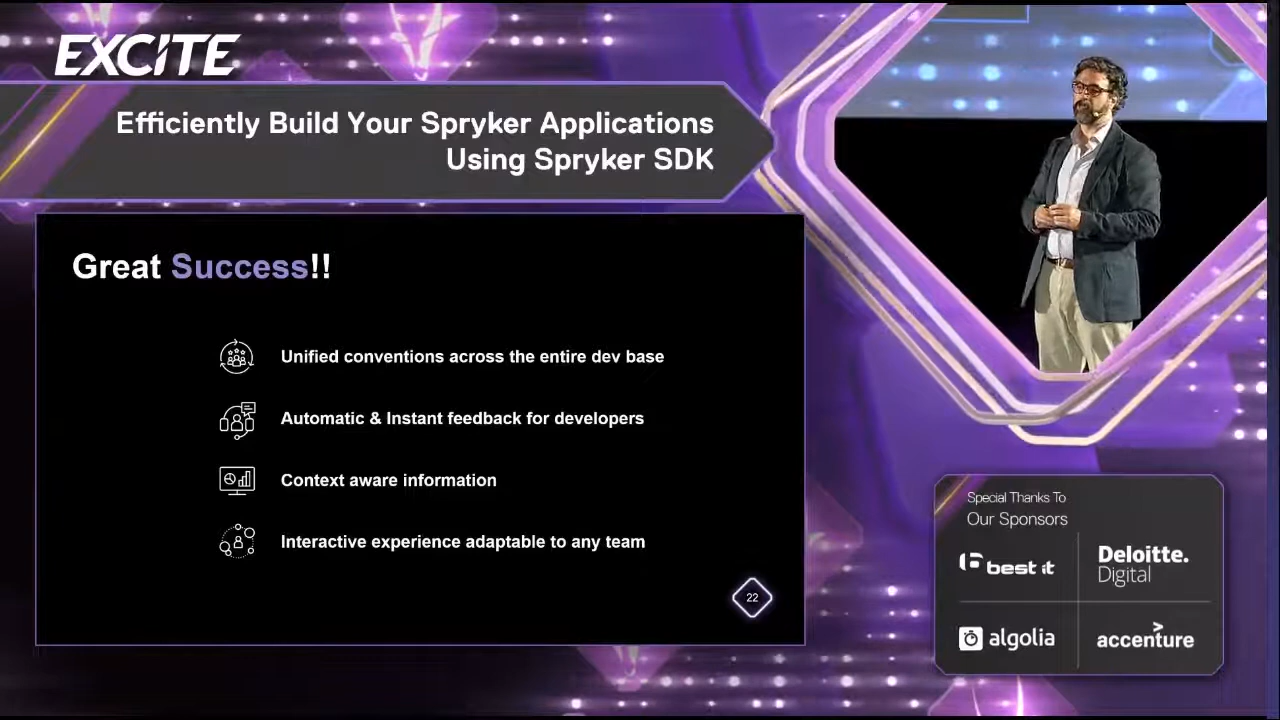 EXCITE
Efficiently Build Your Spryker Applications
Using Spryker SDK
Great Success!!
Unified conventions across the entire dev base
Automatic & Instant feedback for developers
Context aware information
Interactive experience adaptable to any team
22
Special Thanks To
Our Sponsors
best it
Deloitte.
Digital
algolia
accenture